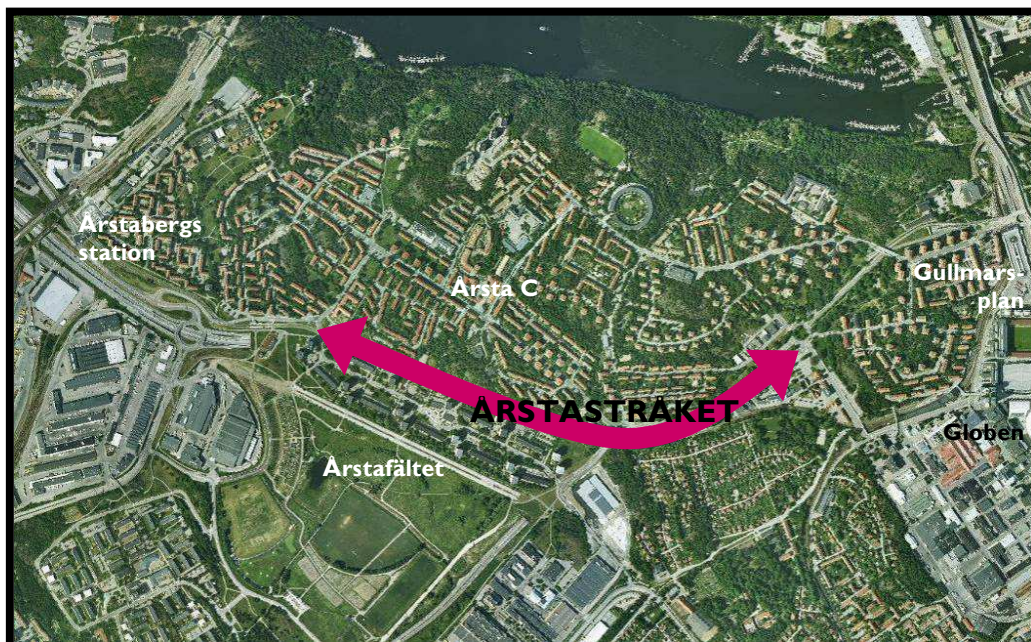 Årstabergs
station
Årsta C
Gullmars-
plan
ÅRSTASTRÅKET
Globen
Årstafältet